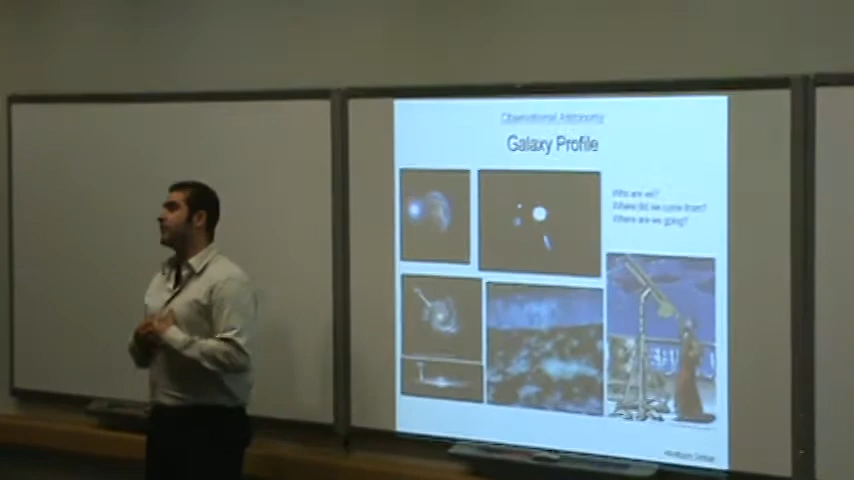 Observational Astronomy
Galaxy Profile
Who are we?
Where did we come from?
Where are we going?